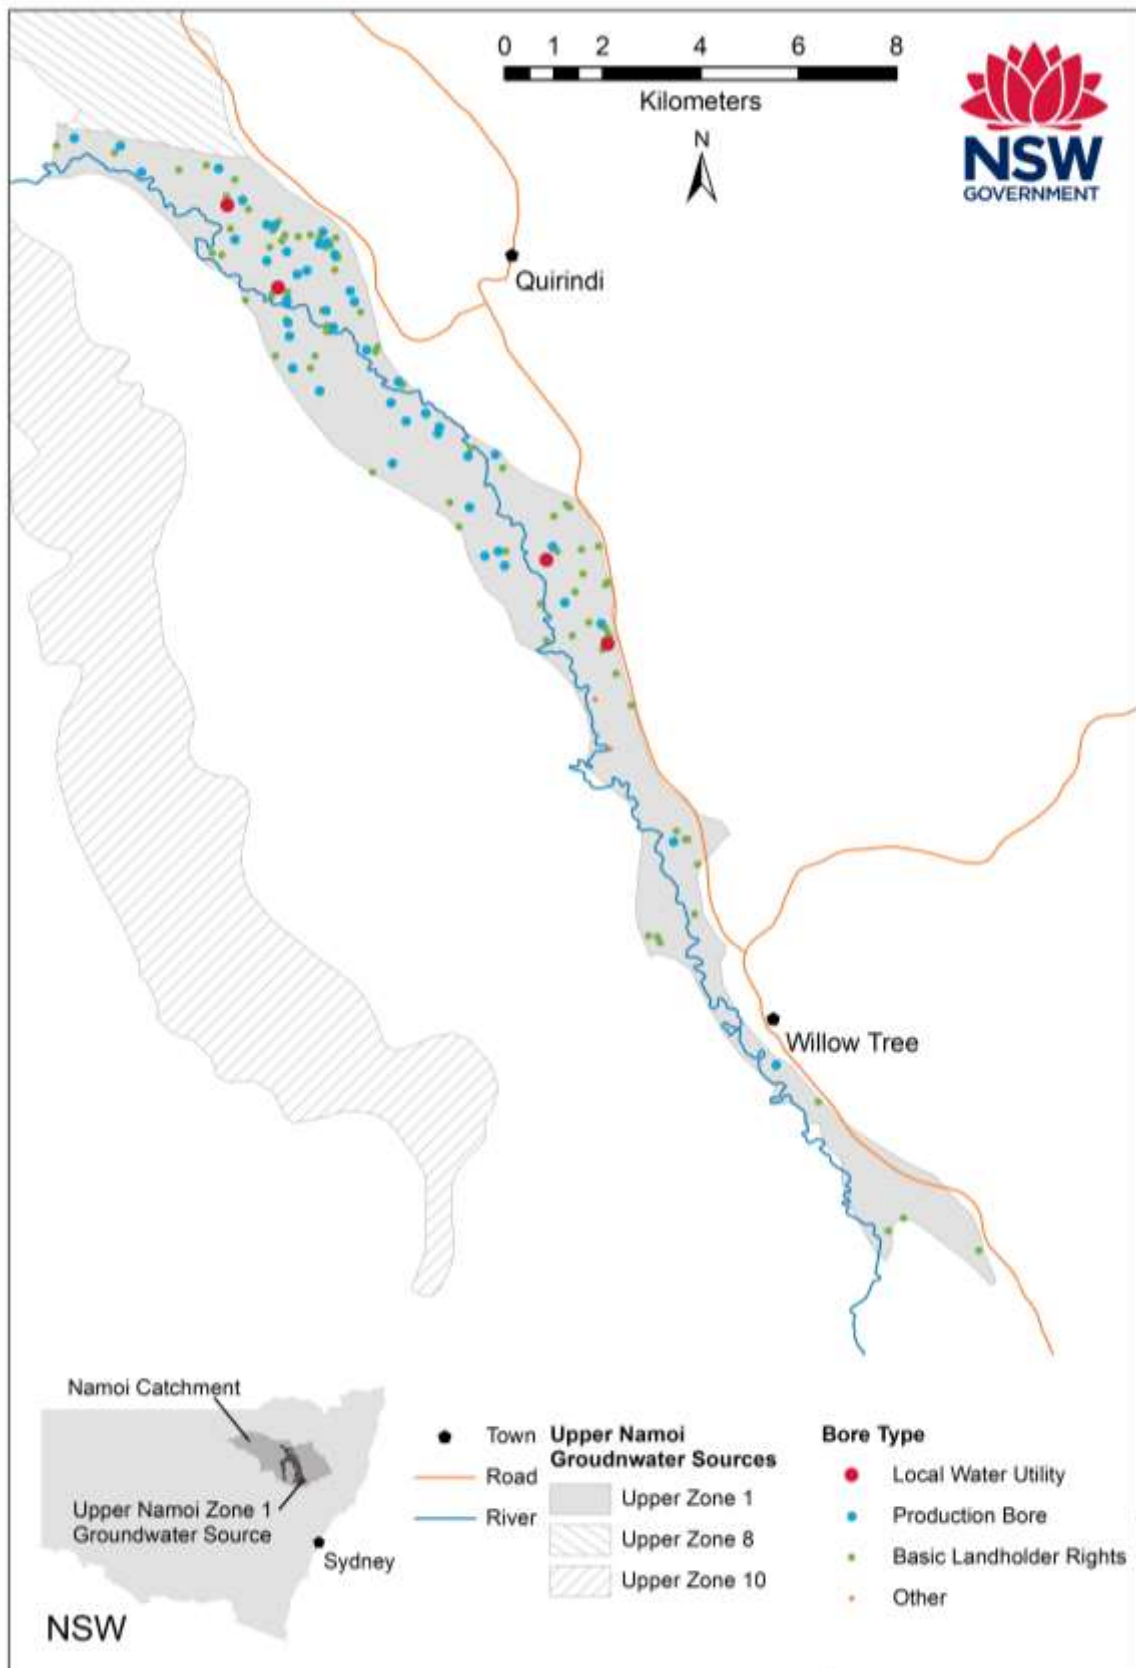 0 1 2 4 6 8
Kilometers
N
NSW
GOVERNMENT
Quirindi
Willow Tree
Namoi Catchment
Upper Namoi Zone 1
Groundwater Source
Sydney
NSW
Town
Road
River
Upper Namoi
Groudnwater Sources
Upper Zone 1
Upper Zone 8
Upper Zone 10
Bore Type
Local Water Utility
Production Bore
Basic Landholder Rights
Other